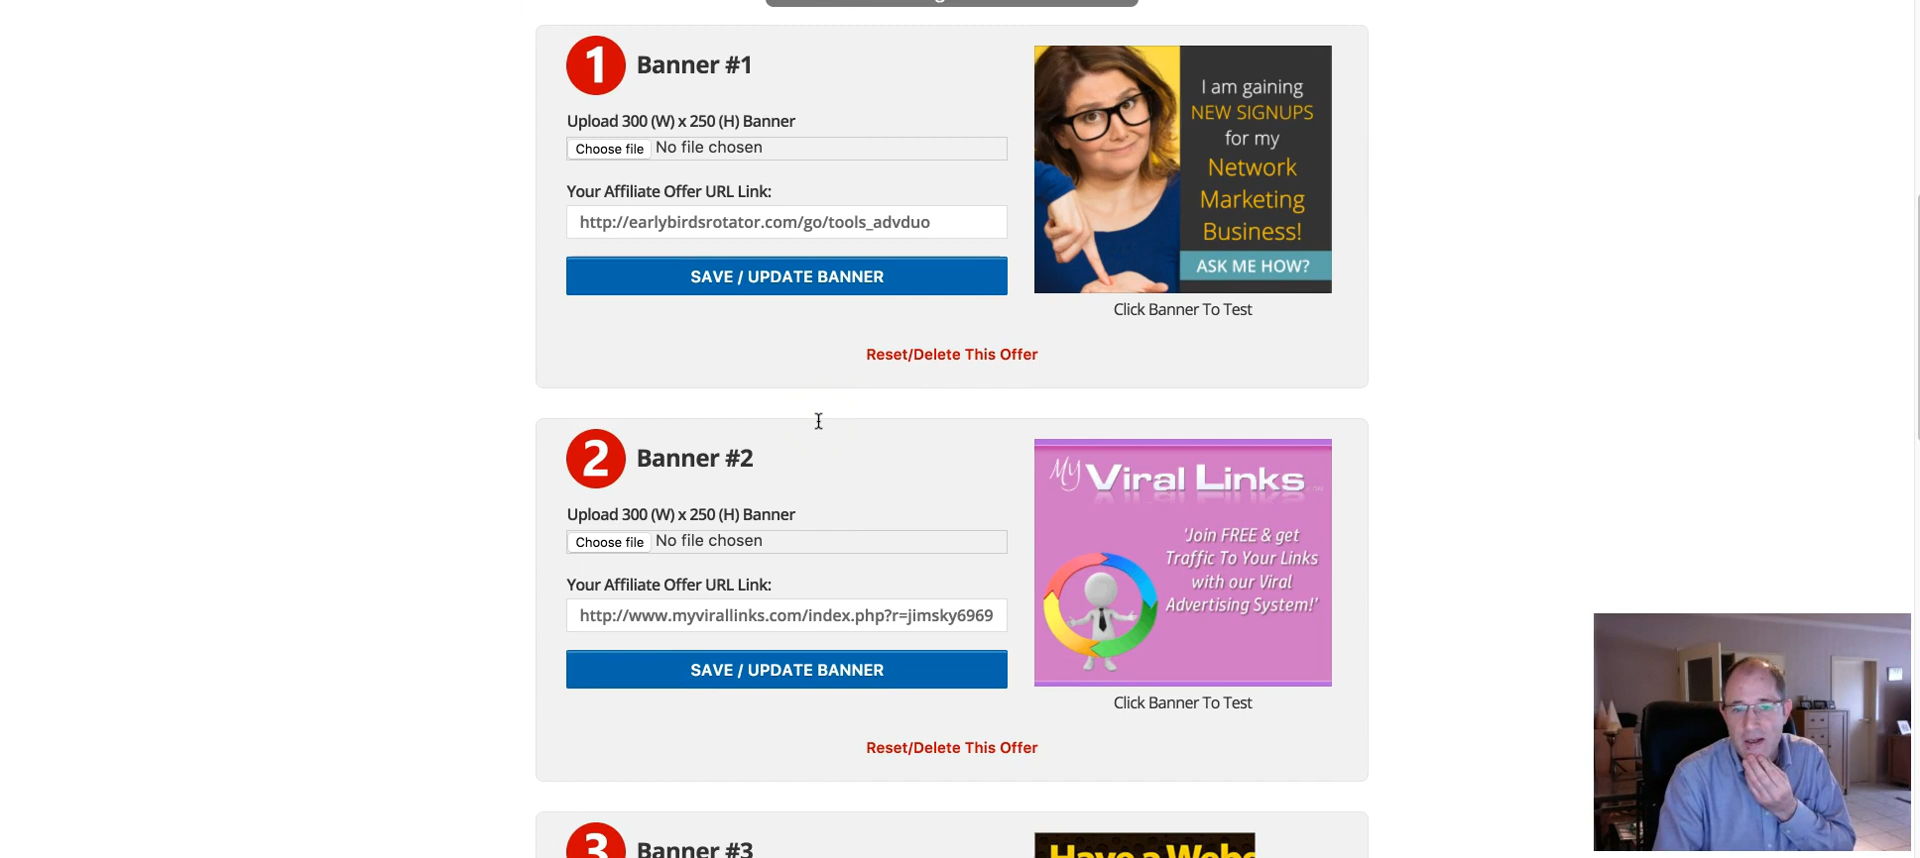 1 Banner #1
Upload 300 (W) x 250 (H) Banner
Choose file No file chosen
Your Affiliate Offer URL Link:
http://earlybirdsrotator.com/go/tools_advduo
SAVE / UPDATE BANNER
I am gaining
NEW SIGNUPS
for my
Network
Marketing
Business!
ASK ME HOW?
Click Banner To Test
Reset/Delete This Offer
2 Banner #2
Upload 300 (W) x 250 (H) Banner
Choose file No file chosen
Your Affiliate Offer URL Link:
http://www.myvirallinks.com/index.php?r=jimsky6969
SAVE / UPDATE BANNER
My Viral Links
'Join FREE & get
Traffic To Your Links
with our Viral
Advertising System!'
Click Banner To Test
Reset/Delete This Offer
3 Banner #3
Have a